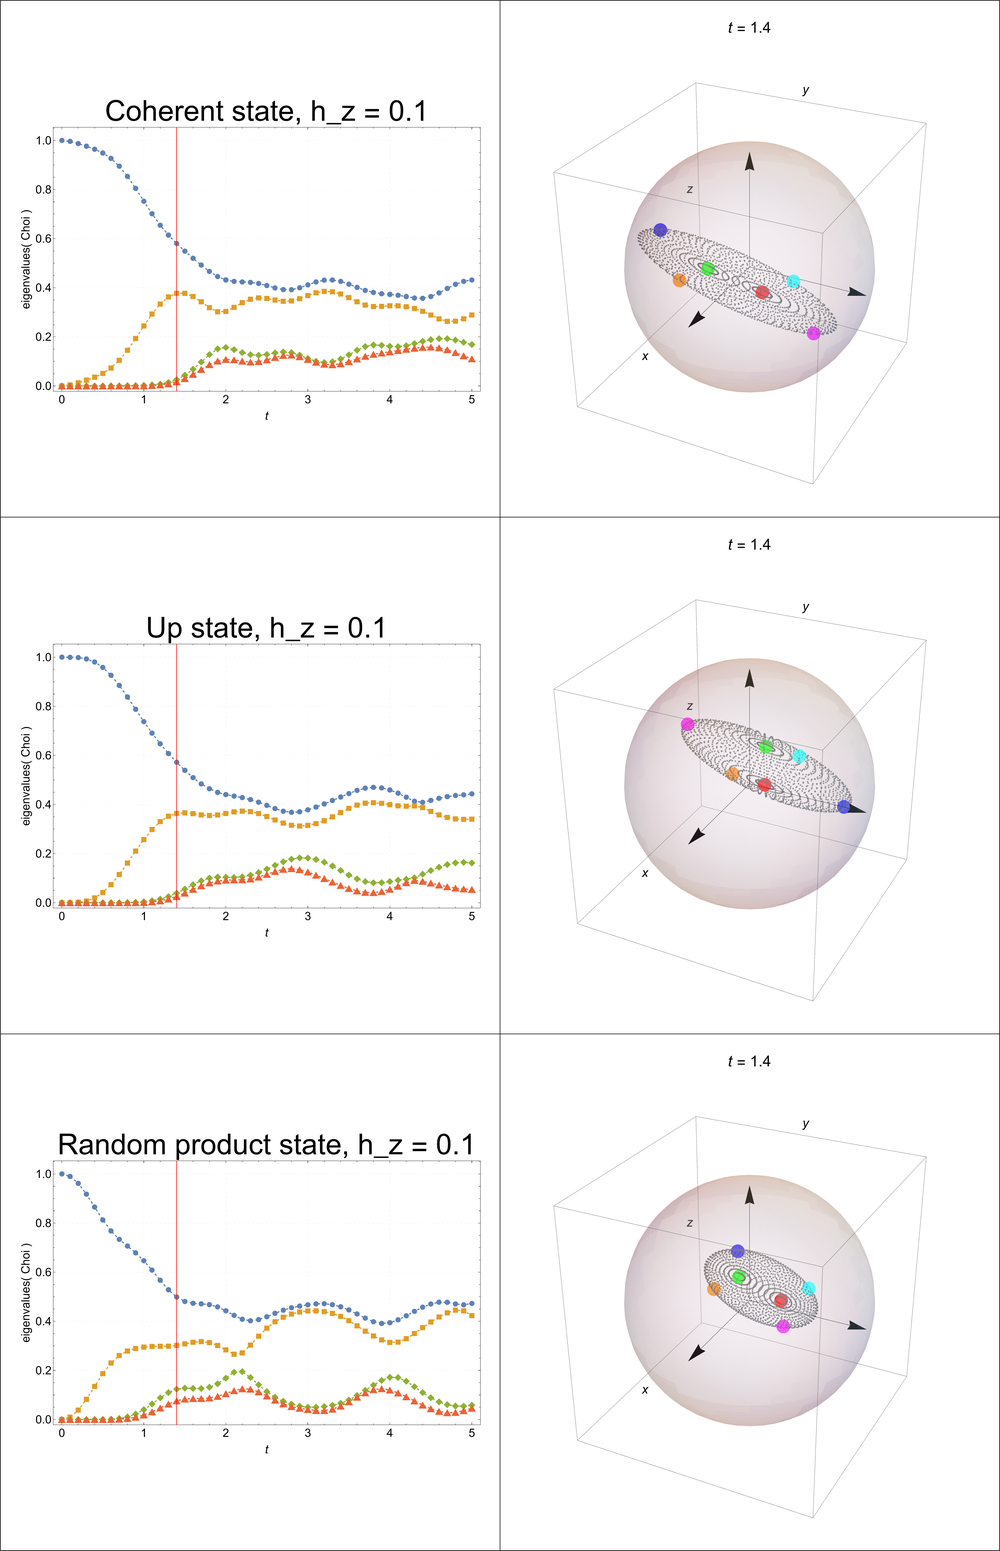 Coherent state, h_z = 0.1
eigenvalues( Choi )
1.0
0.8
0.6
0.4
0.2
0.0
0 1 2 3 4 5
t
t = 1.4
y
z
x
Up state, h_z = 0.1
eigenvalues( Choi )
1.0
0.8
0.6
0.4
0.2
0.0
0 1 2 3 4 5
t
t = 1.4
y
z
x
Random product state, h_z = 0.1
eigenvalues( Choi )
1.0
0.8
0.6
0.4
0.2
0.0
0 1 2 3 4 5
t
t = 1.4
y
z
x